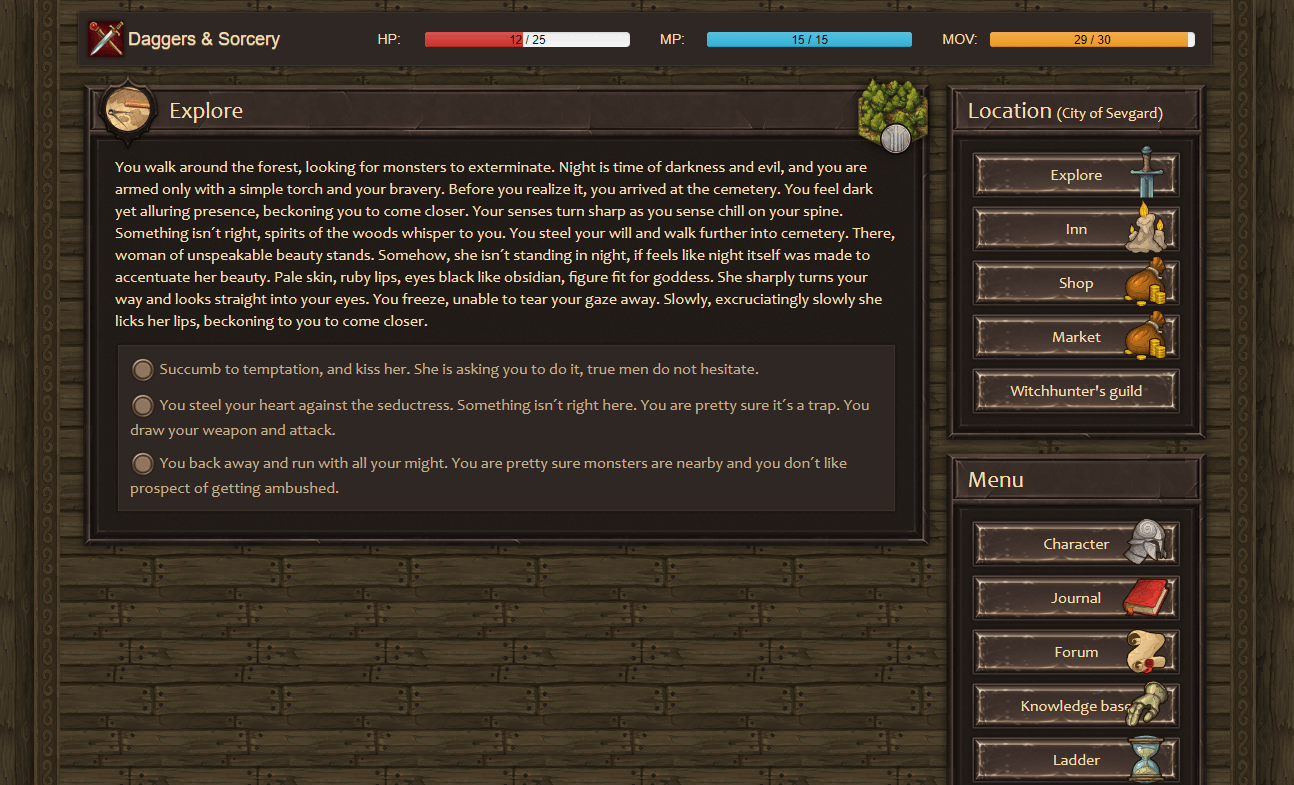 Daggers & Sorcery
HP:
12 / 25
MP:
15 / 15
MOV:
29 / 30
Explore
You walk around the forest, looking for monsters to exterminate. Night is time of darkness and evil, and you are
armed only with a simple torch and your bravery. Before you realize it, you arrived at the cemetery. You feel dark
yet alluring presence, beckoning you to come closer. Your senses turn sharp as you sense chill on your spine.
Something isn´t right, spirits of the woods whisper to you. You steel your will and walk further into cemetery. There,
woman of unspeakable beauty stands. Somehow, she isn´t standing in night, if feels like night itself was made to
accentuate her beauty. Pale skin, ruby lips, eyes black like obsidian, figure fit for goddess. She sharply turns your
way and looks straight into your eyes. You freeze, unable to tear your gaze away. Slowly, excruciatingly slowly she
licks her lips, beckoning to you to come closer.
Succumb to temptation, and kiss her. She is asking you to do it, true men do not hesitate.
You steel your heart against the seductress. Something isn´t right here. You are pretty sure it´s a trap. You
draw your weapon and attack.
You back away and run with all your might. You are pretty sure monsters are nearby and you don´t like
prospect of getting ambushed.
Location (City of Sevgard)
Explore
Inn
Shop
Market
Witchhunter's guild
Menu
Character
Journal
Forum
Knowledge base
Ladder